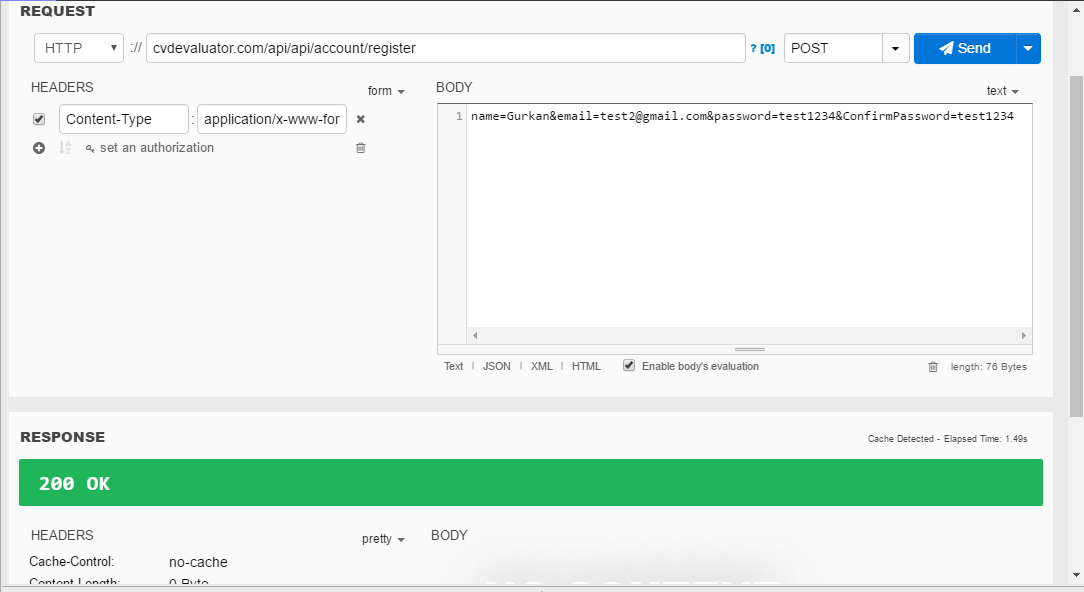 REQUEST
HTTP :// cvdevaluator.com/api/api/account/register ? [0] POST Send
HEADERS form
Content-Type : application/x-www-for
set an authorization
BODY text
1 name=Gurkan&email=test2@gmail.com&password=test1234&ConfirmPassword=test1234
Text JSON XML HTML Enable body's evaluation length: 76 Bytes
RESPONSE Cache Detected - Elapsed Time: 1.49s
200 OK
HEADERS pretty BODY
Cache-Control: no-cache
Content-Length: 0 Byte
NO CONTENT